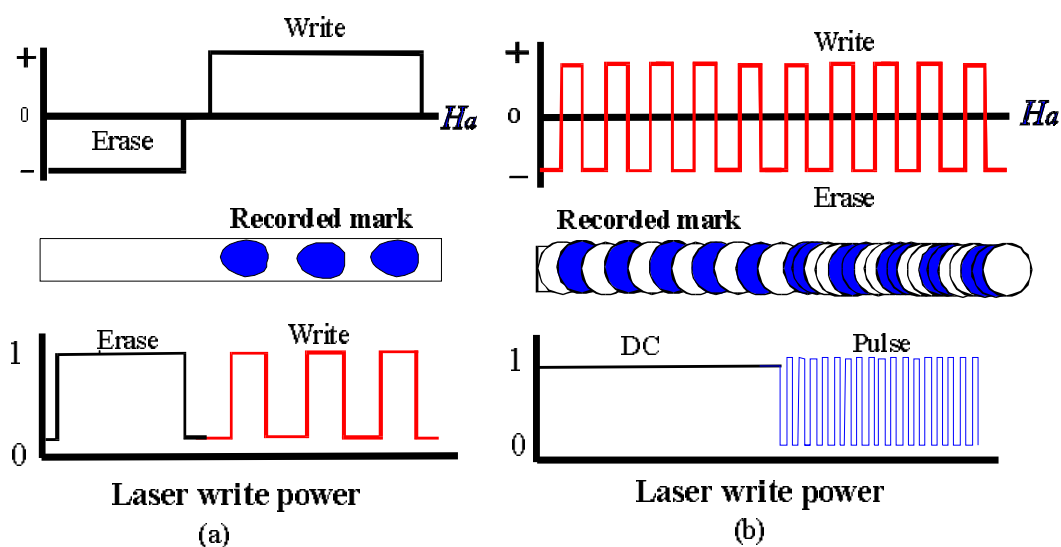 Write
+
0
Ha
Erase
−
Recorded mark
Erase
Write
1
0
Laser write power
(a)
Write
+
0
Ha
−
Erase
Recorded mark
DC
Pulse
1
0
Laser write power
(b)